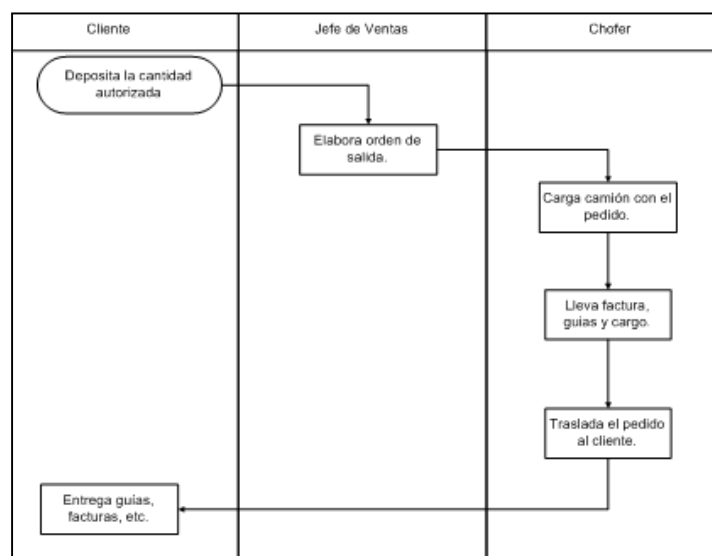 Cliente
Jefe de Ventas
Chofer
Deposita la cantidad
autorizada
Elabora orden de
salida.
Carga camión con el
pedido.
Lleva factura,
guias y cargo.
Traslada el pedido
al cliente.
Entrega guías,
facturas, etc.